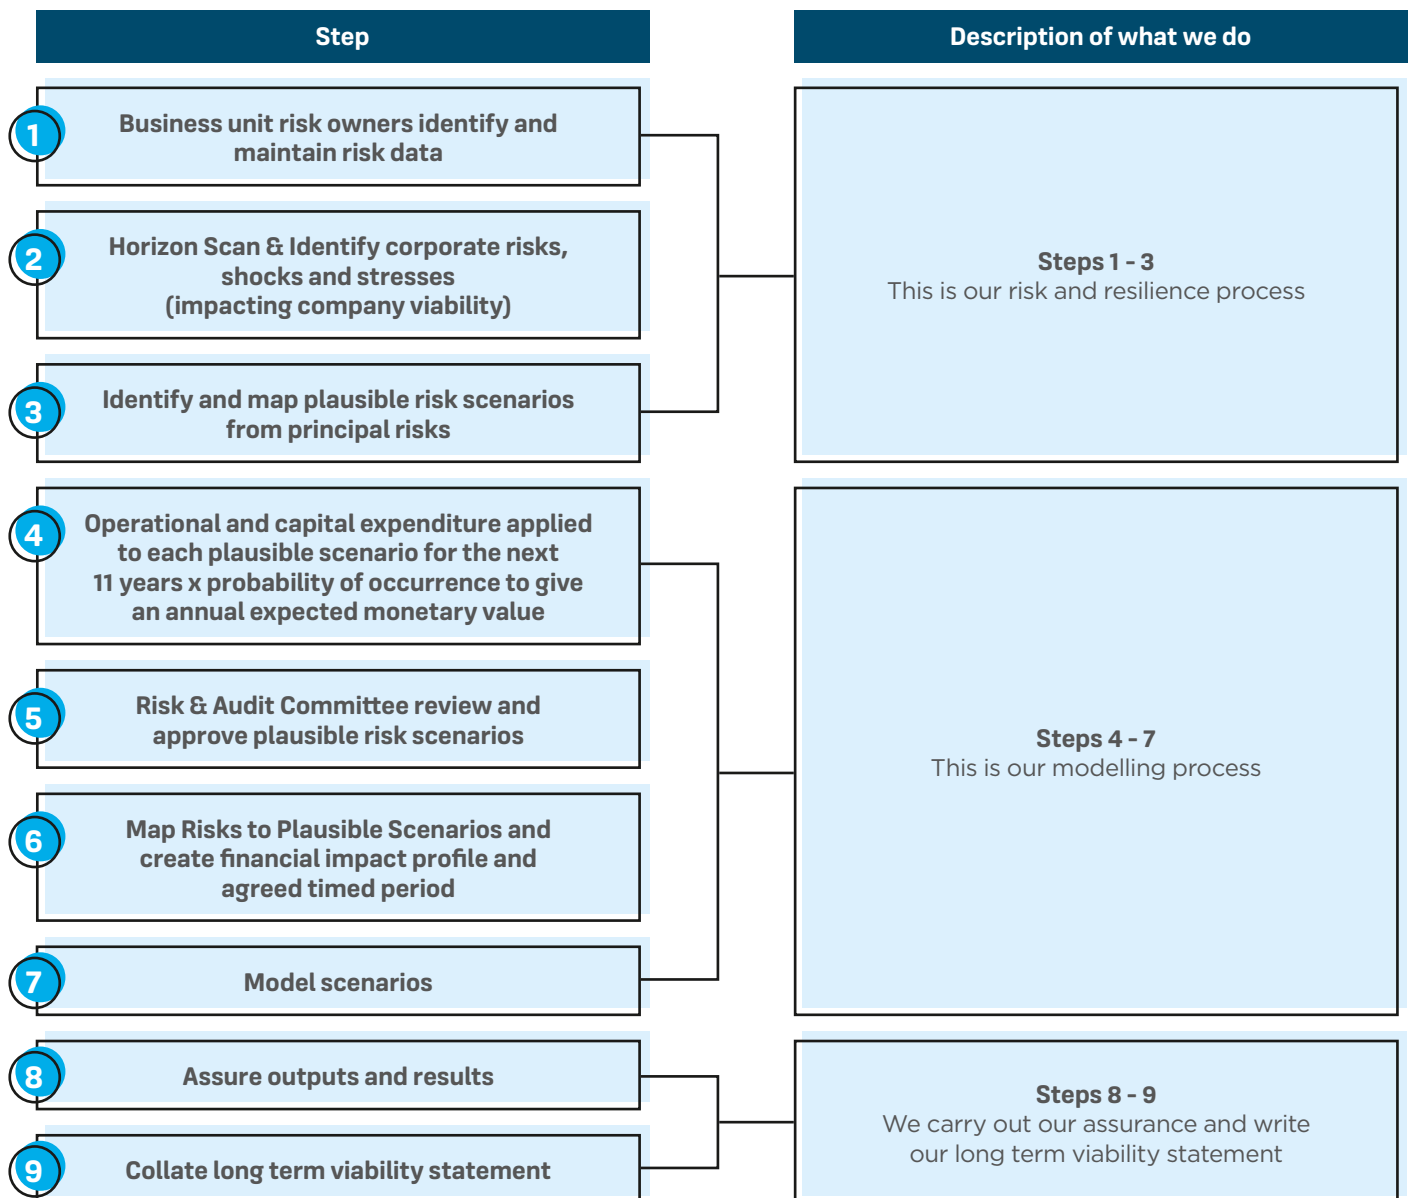 Step
Description of what we do
1
Business unit risk owners identify and
maintain risk data
2
Horizon Scan & Identify corporate risks,
shocks and stresses
(impacting company viability)
3
Identify and map plausible risk scenarios
from principal risks
Steps 1 - 3
This is our risk and resilience process
4
Operational and capital expenditure applied
to each plausible scenario for the next
11 years x probability of occurrence to give
an annual expected monetary value
5
Risk & Audit Committee review and
approve plausible risk scenarios
6
Map Risks to Plausible Scenarios and
create financial impact profile and
agreed timed period
7
Model scenarios
Steps 4 - 7
This is our modelling process
8
Assure outputs and results
9
Collate long term viability statement
Steps 8 - 9
We carry out our assurance and write
our long term viability statement